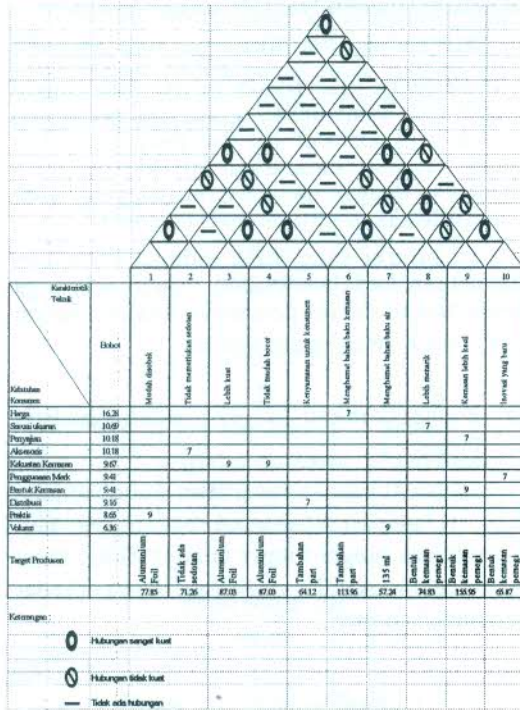 1 2 3 4 5 6 7 8 9 10
Karakteristik
Teknik
Bobot
Kebutuhan
Konsumen
Mudah disobek
Tidak memerlukan sedotan
Lebih kuat
Tidak mudah bocor
Kenyamanan untuk konsumen
Menghemat bahan baku kemasan
Menghemat bahan baku air
Lebih menarik
Kemasan lebih kecil
Inovasi yang baru
Harga 16.28 7
Sesuai ukuran 10.69 7
Penyajian 10.18 9
Aksesoris 10.18 7
Kekuatan Kemasan 9.67 9 9
Penggunaan Merk 9.41 7
Bentuk Kemasan 9.41 9
Distribusi 9.16 7
Praktis 8.65 9
Volume 6.36 9
Target Produsen
Alumunium
Foil
Tidak ada
sedotan
Alumunium
Foil
Alumunium
Foil
Tambahan
part
Tambahan
part
135 ml
Bentuk
kemasan
persegi
Bentuk
kemasan
persegi
Bentuk
kemasan
persegi
77.85 71.26 87.03 87.03 64.12 113.96 57.24 74.83 65.87
Keterangan :
Hubungan sangat kuat
Hubungan tidak kuat
Tidak ada hubungan